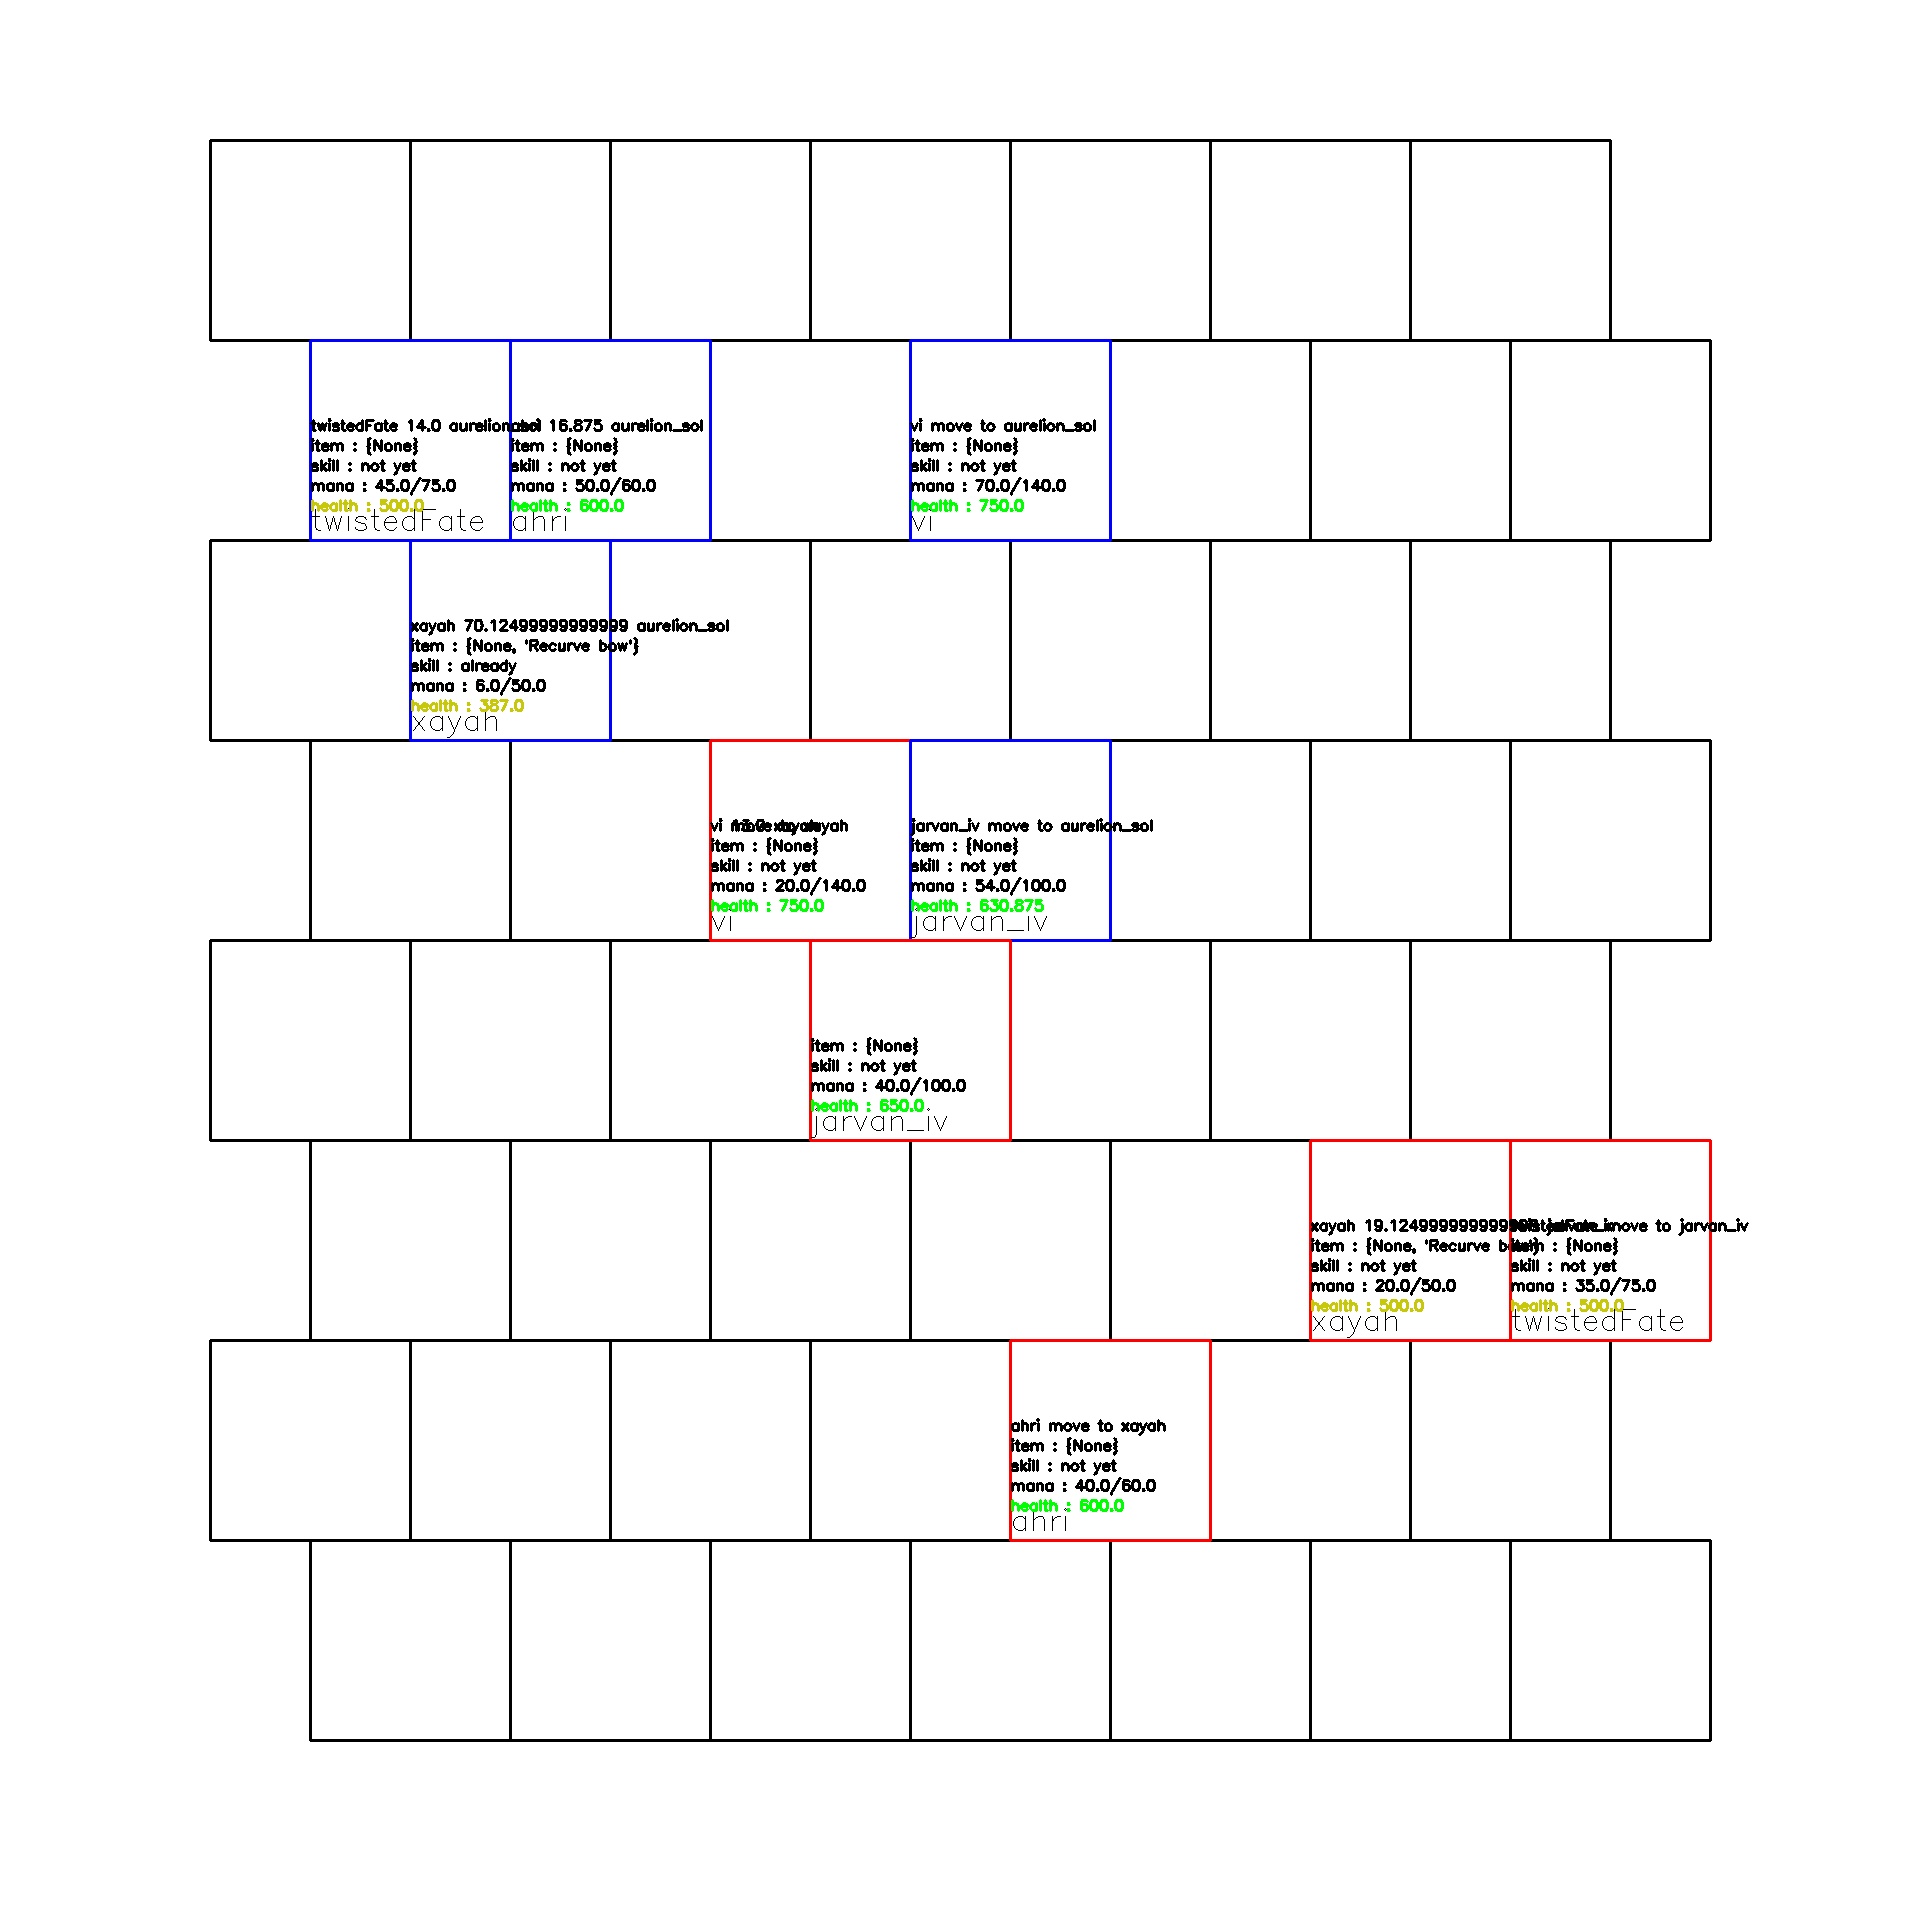 twistedFate 14.0 aurelion_sol
item : {None}
skill : not yet
mana : 45.0/75.0
health : 500.0
twistedFate
16.875 aurelion_sol
item : {None}
skill : not yet
mana : 50.0/60.0
health : 600.0
ahri
vi move to aurelion_sol
item : {None}
skill : not yet
mana : 70.0/140.0
health : 750.0
vi
xayah 70.12499999999999 aurelion_sol
item : {None, 'Recurve bow'}
skill : already
mana : 6.0/50.0
health : 387.0
xayah
vi move to xayah
item : {None}
skill : not yet
mana : 20.0/140.0
health : 750.0
vi
jarvan_iv move to aurelion_sol
item : {None}
skill : not yet
mana : 54.0/100.0
health : 630.875
jarvan_iv
item : {None}
skill : not yet
mana : 40.0/100.0
health : 650.0
jarvan_iv
xayah
item : {None, 'Recurve bow'}
skill : not yet
mana : 20.0/50.0
health : 500.0
xayah
twistedFate move to jarvan_iv
item : {None}
skill : not yet
mana : 35.0/75.0
health : 500.0
twistedFate
ahri move to xayah
item : {None}
skill : not yet
mana : 40.0/60.0
health : 600.0
ahri